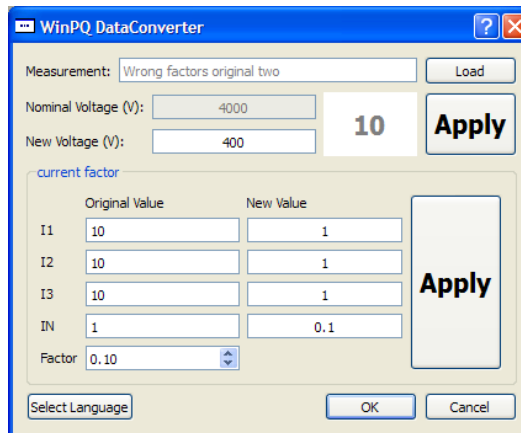 WinPQ DataConverter
Measurement: Wrong factors original two Load
Nominal Voltage (V): 4000 10 Apply
New Voltage (V): 400
current factor
Original Value New Value
I1 10 1
I2 10 1
I3 10 1 Apply
IN 1 0.1
Factor 0.10
Select Language OK Cancel